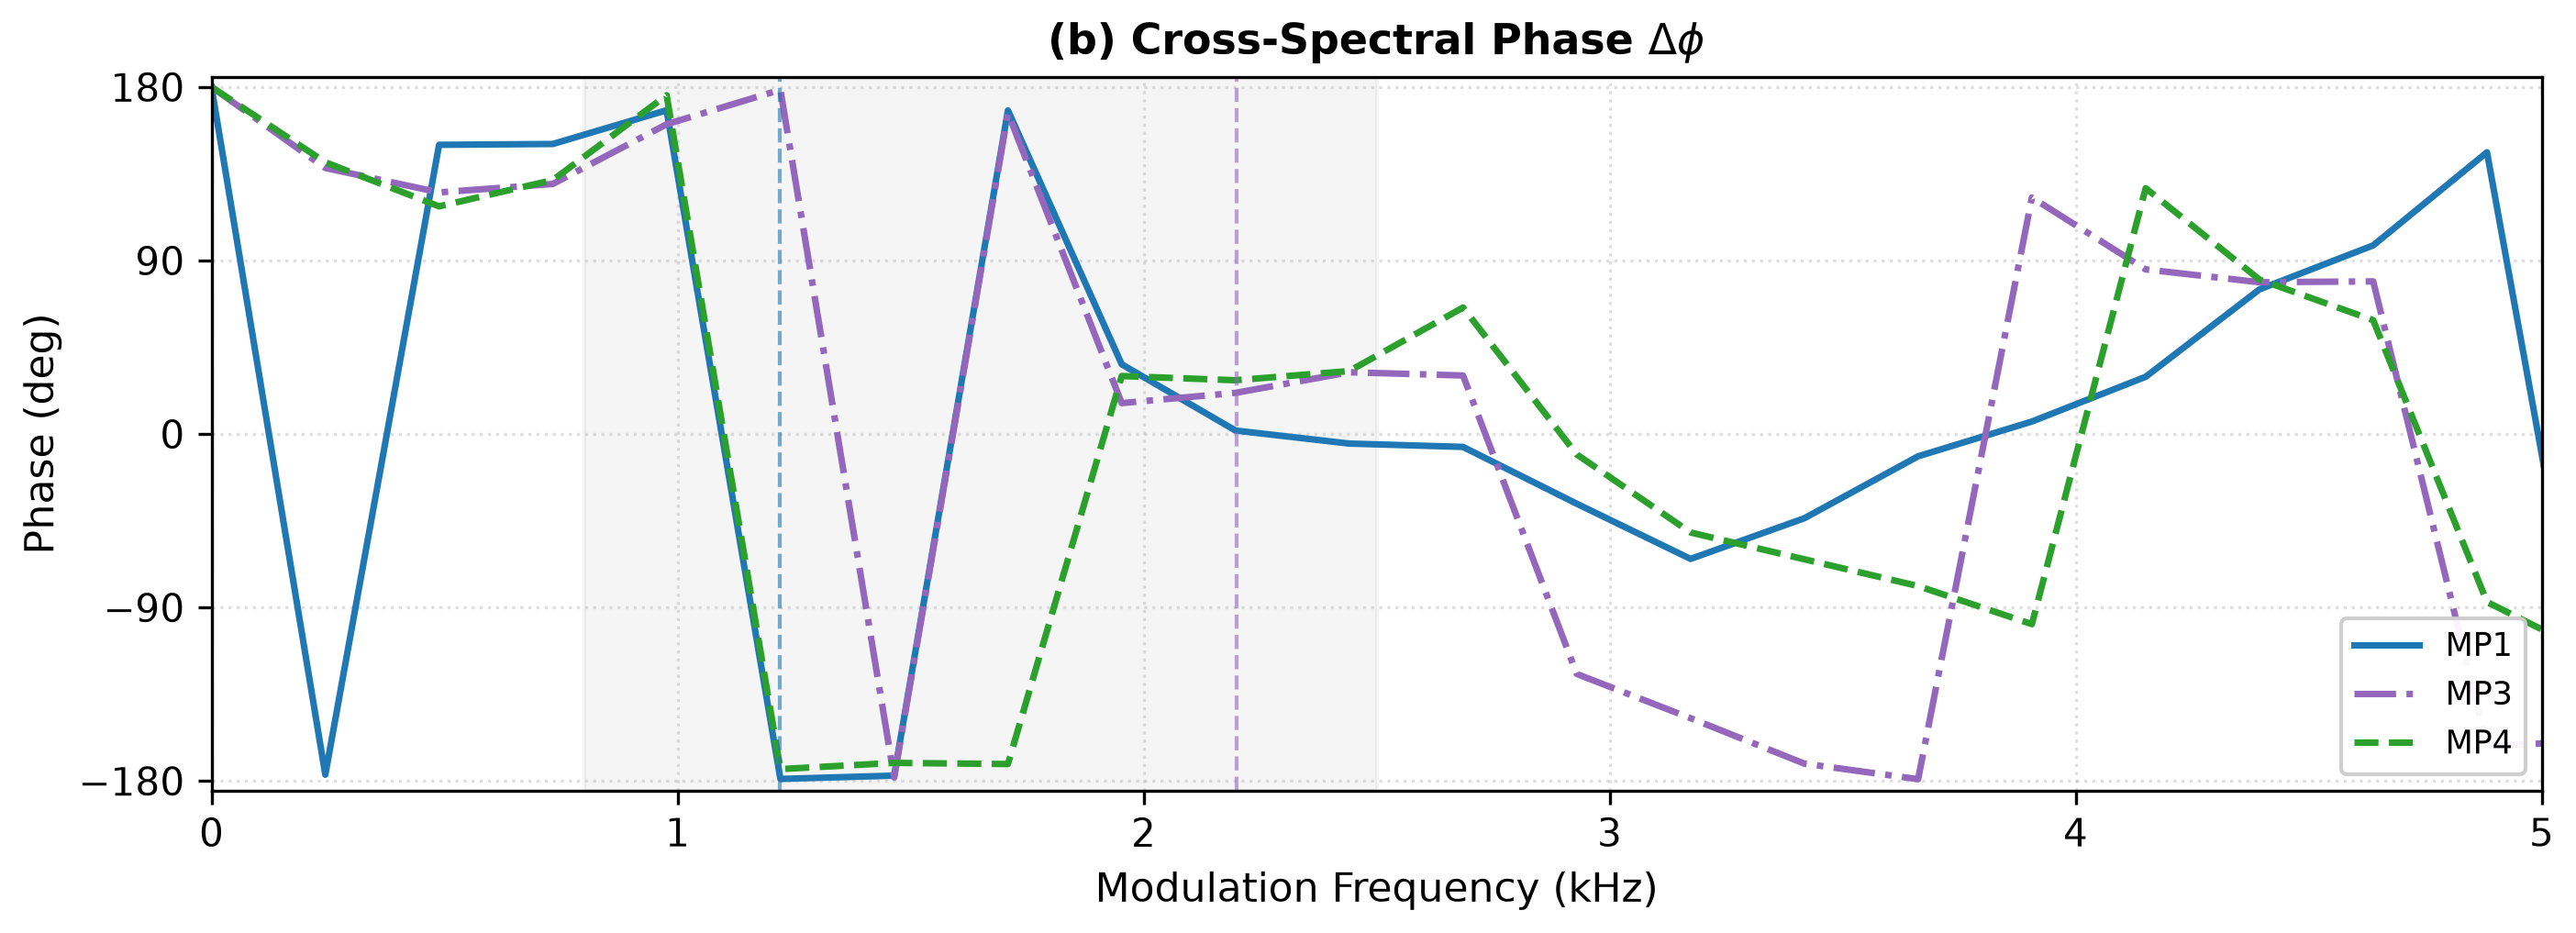 (b) Cross-Spectral Phase Δϕ
180
90
0
−90
−180
Phase (deg)
0 1 2 3 4 5
Modulation Frequency (kHz)
MP1
MP3
MP4